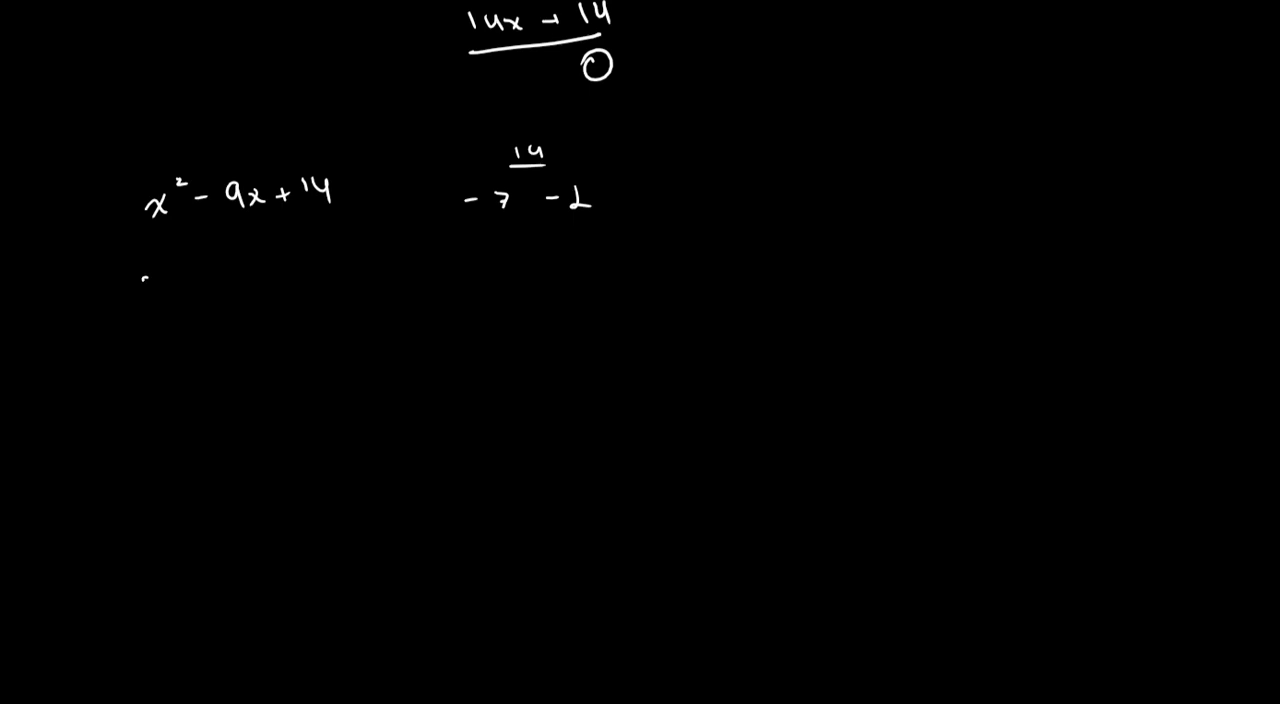 14x + 14
0
14
x² - 9x + 14
- 7 - 2